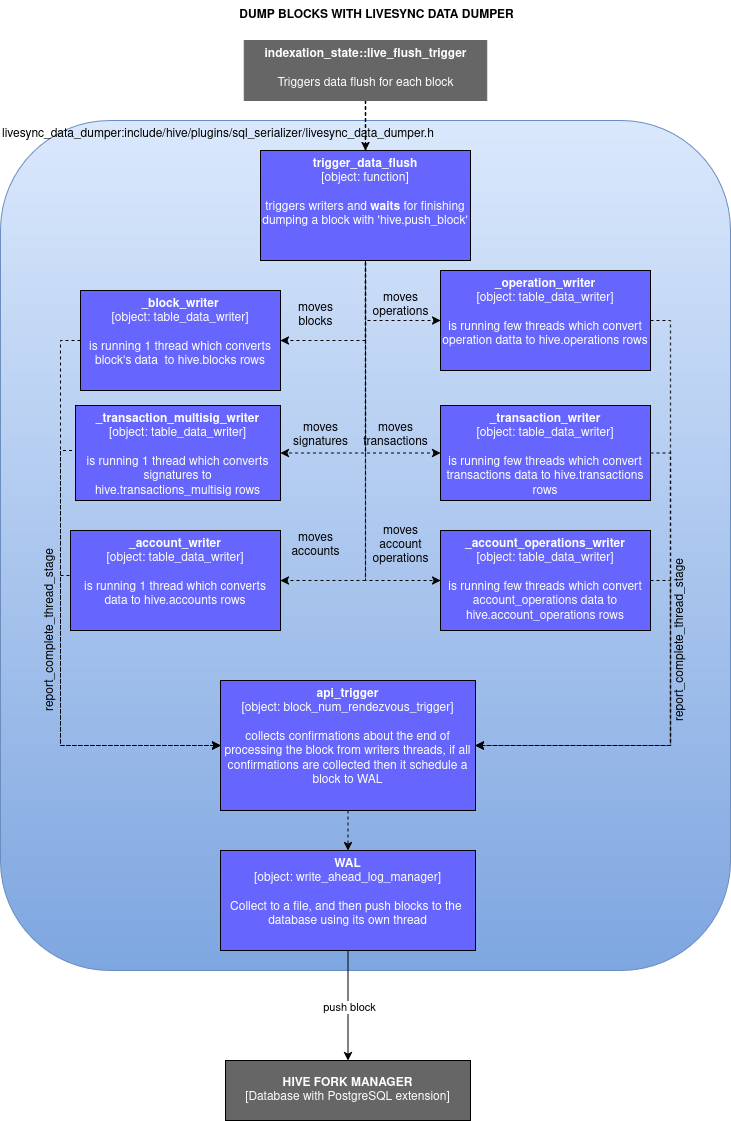 DUMP BLOCKS WITH LIVESYNC DATA DUMPER
indexation_state::live_flush_trigger
Triggers data flush for each block
livesync_data_dumper:include/hive/plugins/sql_serializer/livesync_data_dumper.h
trigger_data_flush
[object: function]
triggers writers and waits for finishing
dumping a block with 'hive.push_block'
_block_writer
[object: table_data_writer]
is running 1 thread which converts
block's data to hive.blocks rows
moves
blocks
moves
operations
_operation_writer
[object: table_data_writer]
is running few threads which convert
operation datta to hive.operations rows
_transaction_multisig_writer
[object: table_data_writer]
is running 1 thread which converts
signatures to
hive.transactions_multisig rows
moves
signatures
moves
transactions
_transaction_writer
[object: table_data_writer]
is running few threads which convert
transactions data to hive.transactions
rows
_account_writer
[object: table_data_writer]
is running 1 thread which converts
data to hive.accounts rows
moves
accounts
moves
account
operations
_account_operations_writer
[object: table_data_writer]
is running few threads which convert
account_operations data to
hive.account_operations rows
report_complete_thread_stage
report_complete_thread_stage
api_trigger
[object: block_num_rendezvous_trigger]
collects confirmations about the end of
processing the block from writers threads, if all
confirmations are collected then it schedule a
block to WAL
WAL
[object: write_ahead_log_manager]
Collect to a file, and then push blocks to the
database using its own thread
push block
HIVE FORK MANAGER
[Database with PostgreSQL extension]